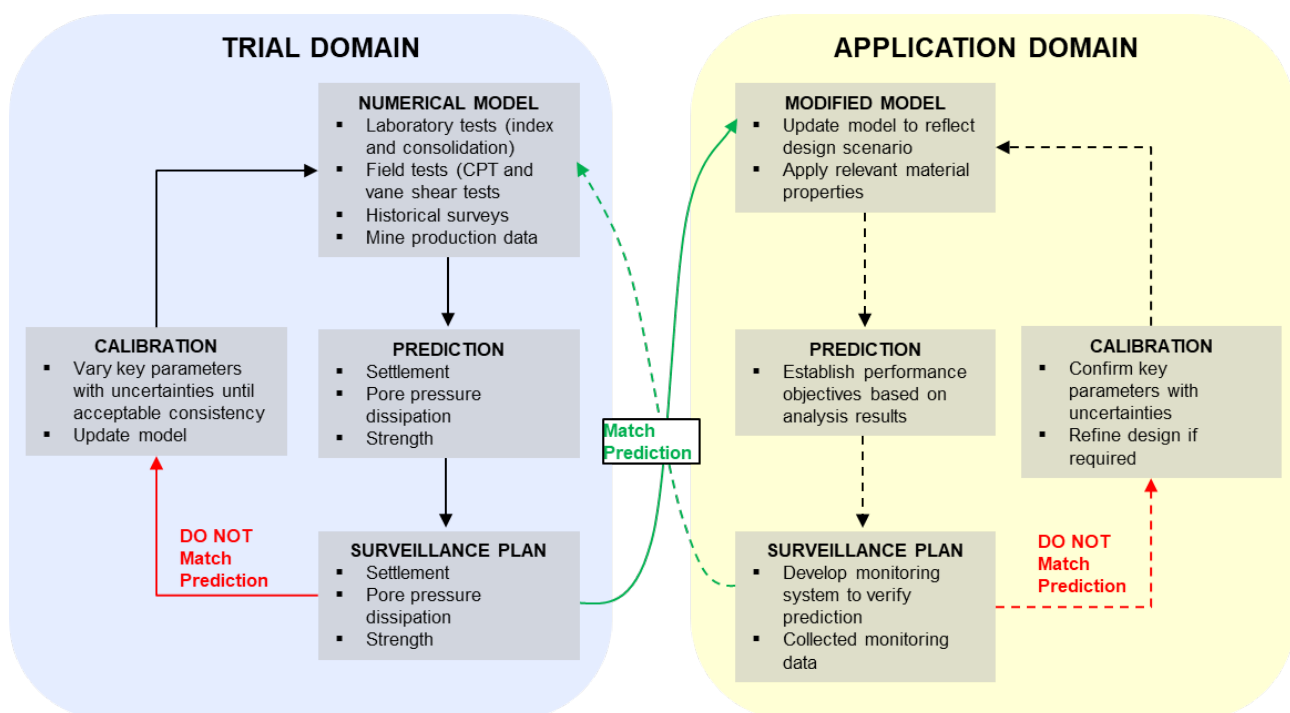 TRIAL DOMAIN
NUMERICAL MODEL
▪ Laboratory tests (index
and consolidation)
▪ Field tests (CPT and
vane shear tests
▪ Historical surveys
▪ Mine production data
CALIBRATION
▪ Vary key parameters
with uncertainties until
acceptable consistency
▪ Update model
PREDICTION
▪ Settlement
▪ Pore pressure
dissipation
▪ Strength
DO NOT
Match
Prediction
SURVEILLANCE PLAN
▪ Settlement
▪ Pore pressure
dissipation
▪ Strength
Match
Prediction
APPLICATION DOMAIN
MODIFIED MODEL
▪ Update model to reflect
design scenario
▪ Apply relevant material
properties
PREDICTION
▪ Establish performance
objectives based on
analysis results
CALIBRATION
▪ Confirm key
parameters with
uncertainties
▪ Refine design if
required
SURVEILLANCE PLAN
▪ Develop monitoring
system to verify
prediction
▪ Collected monitoring
data
DO NOT
Match
Prediction